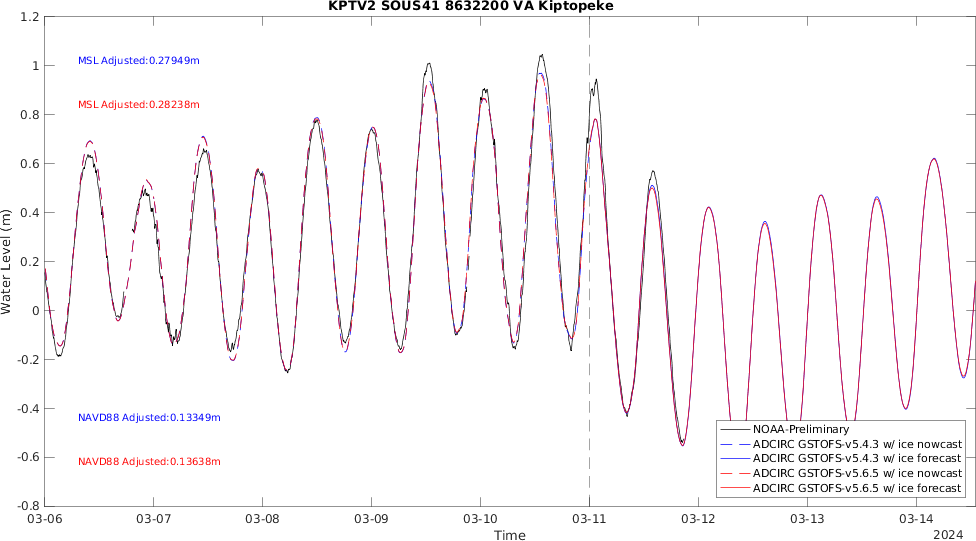 KPTV2 SOUS41 8632200 VA Kiptopeke
1.2
1
0.8
0.6
0.4
0.2
0
-0.2
-0.4
-0.6
-0.8
Water Level (m)
MSL Adjusted:0.27949m
MSL Adjusted:0.28238m
NAVD88 Adjusted:0.13349m
NAVD88 Adjusted:0.13638m
NOAA-Preliminary
ADCIRC GSTOFS-v5.4.3 w/ ice nowcast
ADCIRC GSTOFS-v5.4.3 w/ ice forecast
ADCIRC GSTOFS-v5.6.5 w/ ice nowcast
ADCIRC GSTOFS-v5.6.5 w/ ice forecast
03-06 03-07 03-08 03-09 03-10 03-11 03-12 03-13 03-14
Time
2024